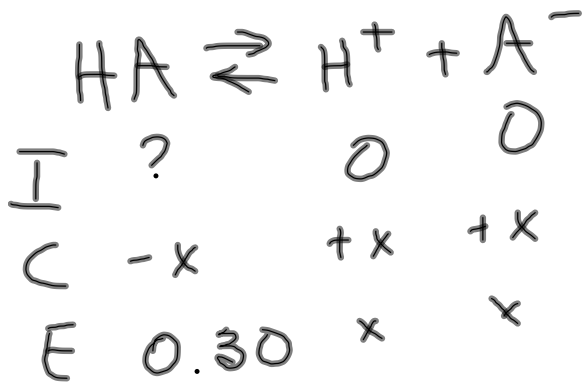 HA ⇌ H⁺ + A⁻
I ? 0 0
C -x +x +x
E 0.30 x x